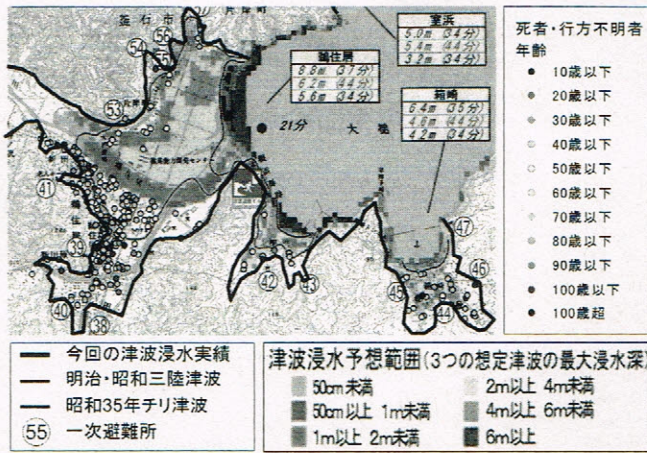 釜石市
片岸町
室浜
5.0m (34分)
5.4m (44分)
3.2m (34分)
鵜住居
6.8m (37分)
6.2m (44分)
5.6m (34分)
箱崎
6.4m (35分)
4.6m (44分)
4.2m (34分)
21分
大槌
56
54
53
41
39
40
38
42
43
45
44
46
47
死者・行方不明者
年齢
10歳以下
20歳以下
30歳以下
40歳以下
50歳以下
60歳以下
70歳以下
80歳以下
90歳以下
100歳以下
100歳超
今回の津波浸水実績
明治・昭和三陸津波
昭和35年チリ津波
55 一次避難所
津波浸水予想範囲(3つの想定津波の最大浸水深)
50cm未満
50cm以上 1m未満
1m以上 2m未満
2m以上 4m未満
4m以上 6m未満
6m以上